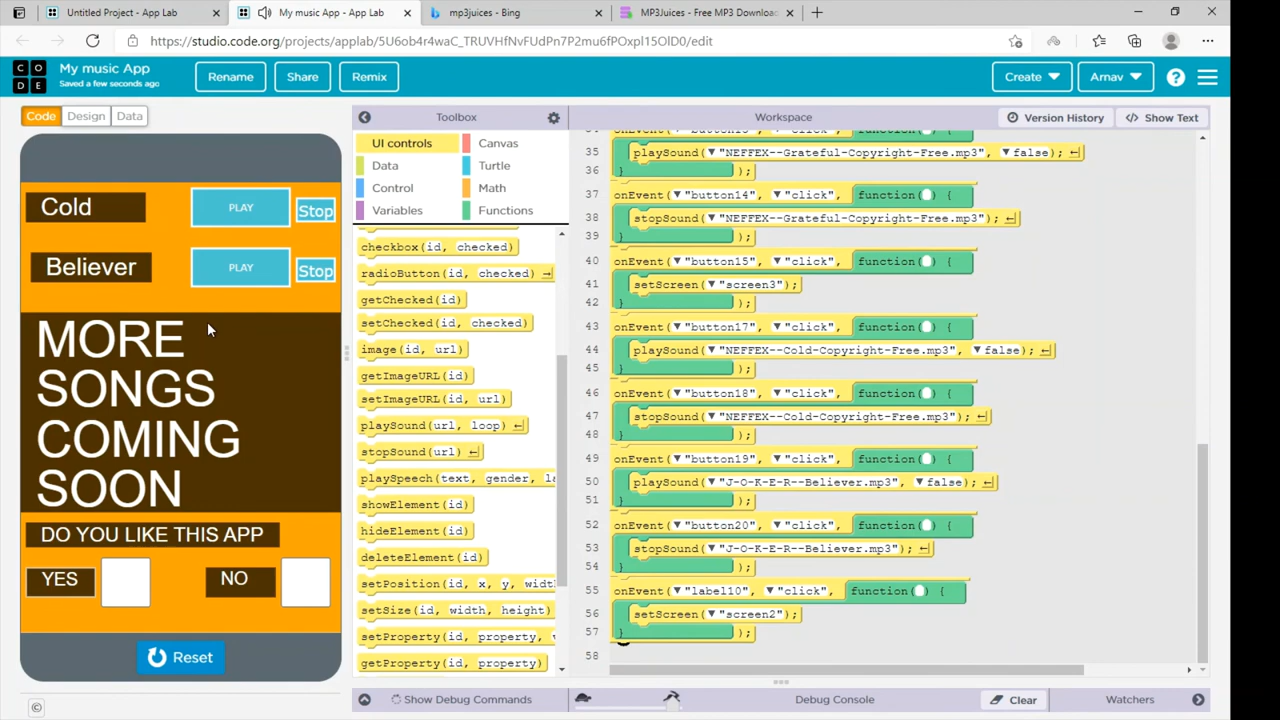 Untitled Project - App Lab
My music App - App Lab
mp3juices - Bing
MP3Juices - Free MP3 Downloa
https://studio.code.org/projects/applab/5U6ob4r4waC_TRUVHfNvFUdPn7P2mu6fPOxpl15OlD0/edit
C O
D E
My music App
Saved a few seconds ago
Rename
Share
Remix
Create
Arnav
?
Code
Design
Data
Toolbox
Workspace
Version History
Show Text
Cold
PLAY
Stop
Believer
PLAY
Stop
MORE
SONGS
COMING
SOON
DO YOU LIKE THIS APP
YES
NO
Reset
UI controls
Canvas
Data
Turtle
Control
Math
Variables
Functions
checkbox(id, checked)
radioButton(id, checked)
getChecked(id)
setChecked(id, checked)
image(id, url)
getImageURL(id)
setImageURL(id, url)
playSound(url, loop)
stopSound(url)
playSpeech(text, gender, la
showElement(id)
hideElement(id)
deleteElement(id)
setPosition(id, x, y, width
setSize(id, width, height)
setProperty(id, property,
getProperty(id, property)
35 playSound("NEFFEX--Grateful-Copyright-Free.mp3", false);
36 });
37 onEvent("button14", "click", function() {
38 stopSound("NEFFEX--Grateful-Copyright-Free.mp3");
39 });
40 onEvent("button15", "click", function() {
41 setScreen("screen3");
42 });
43 onEvent("button17", "click", function() {
44 playSound("NEFFEX--Cold-Copyright-Free.mp3", false);
45 });
46 onEvent("button18", "click", function() {
47 stopSound("NEFFEX--Cold-Copyright-Free.mp3");
48 });
49 onEvent("button19", "click", function() {
50 playSound("J-O-K-E-R--Believer.mp3", false);
51 });
52 onEvent("button20", "click", function() {
53 stopSound("J-O-K-E-R--Believer.mp3");
54 });
55 onEvent("label10", "click", function() {
56 setScreen("screen2");
57 });
58
©
Show Debug Commands
Debug Console
Clear
Watchers